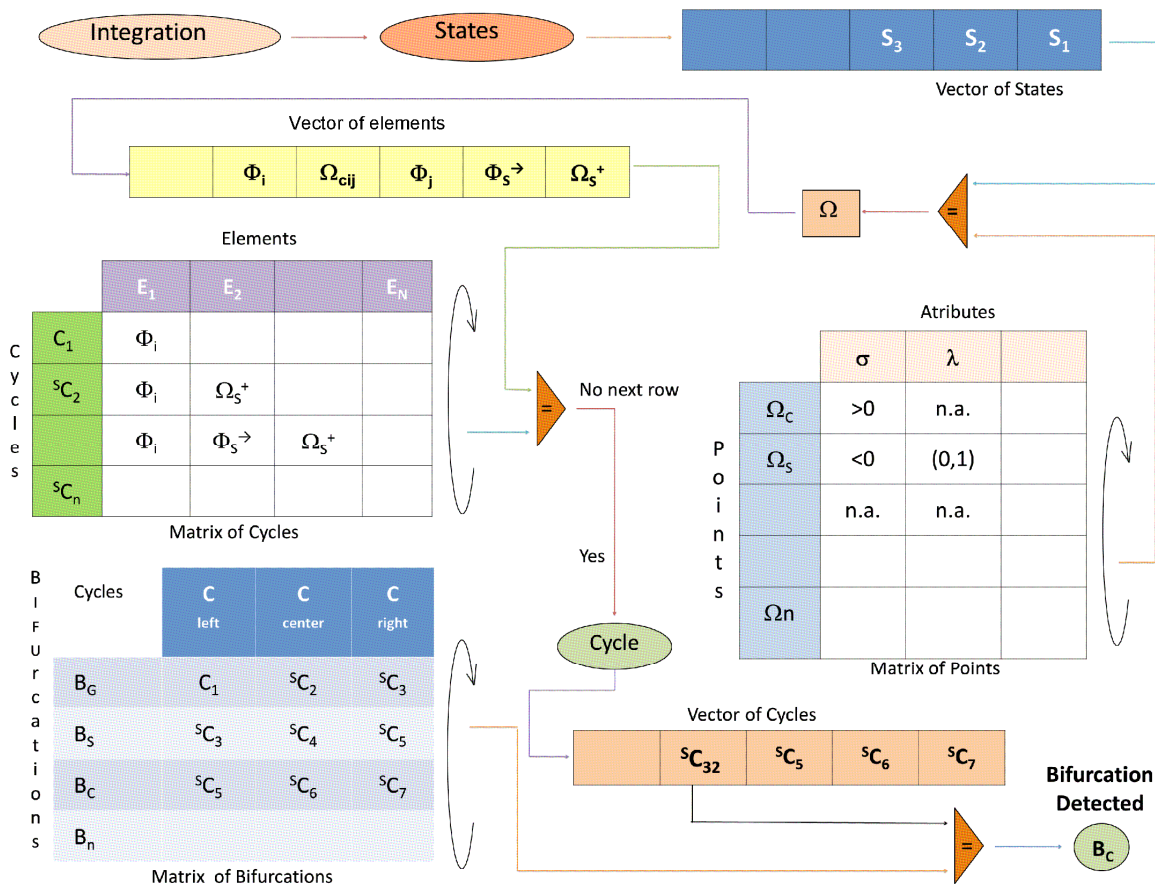 Integration
States
S3 S2 S1
Vector of States
Vector of elements
Φi Ωcij Φj ΦS→ ΩS+
Ω
=
Elements
E1 E2 EN
Cycles
C1 Φi
SC2 Φi ΩS+
Φi ΦS→ ΩS+
SCn
Matrix of Cycles
=
No next row
Yes
Cycle
Atributes
σ λ
Points
ΩC >0 n.a.
ΩS <0 (0,1)
n.a. n.a.
Ωn
Matrix of Points
BIFUrcations
Cycles
C left
C center
C right
BG C1 SC2 SC3
BS SC3 SC4 SC5
BC SC5 SC6 SC7
Bn
Matrix of Bifurcations
Vector of Cycles
SC32 SC5 SC6 SC7
=
Bifurcation
Detected
BC